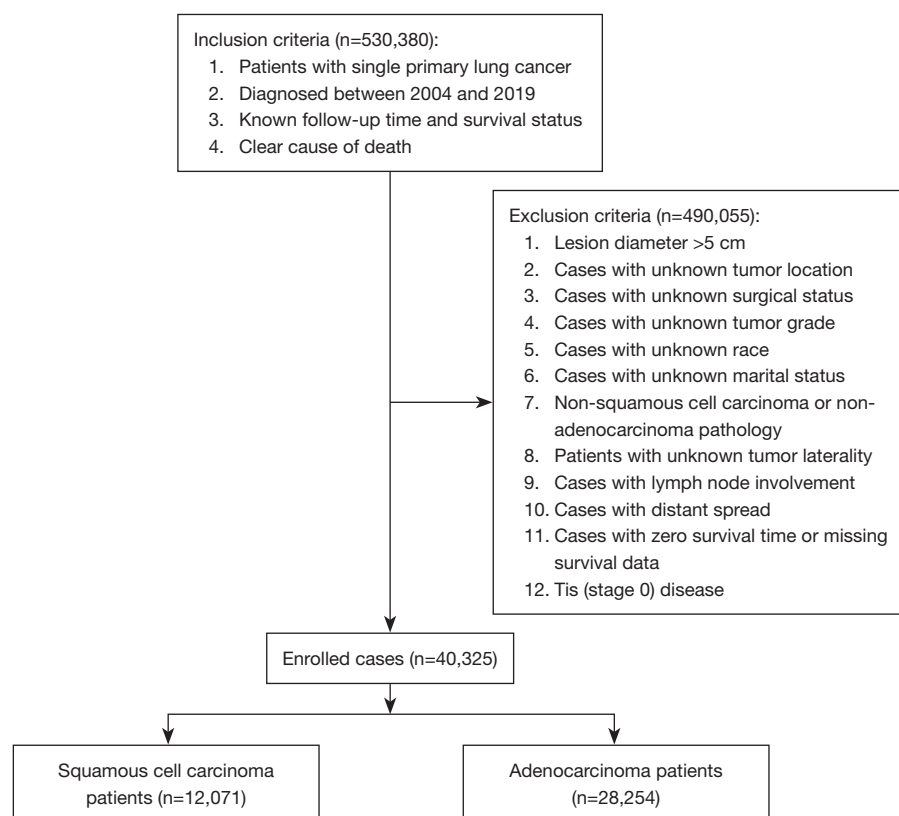 Inclusion criteria (n=530,380):
1. Patients with single primary lung cancer
2. Diagnosed between 2004 and 2019
3. Known follow-up time and survival status
4. Clear cause of death
Exclusion criteria (n=490,055):
1. Lesion diameter >5 cm
2. Cases with unknown tumor location
3. Cases with unknown surgical status
4. Cases with unknown tumor grade
5. Cases with unknown race
6. Cases with unknown marital status
7. Non-squamous cell carcinoma or non-
adenocarcinoma pathology
8. Patients with unknown tumor laterality
9. Cases with lymph node involvement
10. Cases with distant spread
11. Cases with zero survival time or missing
survival data
12. Tis (stage 0) disease
Enrolled cases (n=40,325)
Squamous cell carcinoma
patients (n=12,071)
Adenocarcinoma patients
(n=28,254)